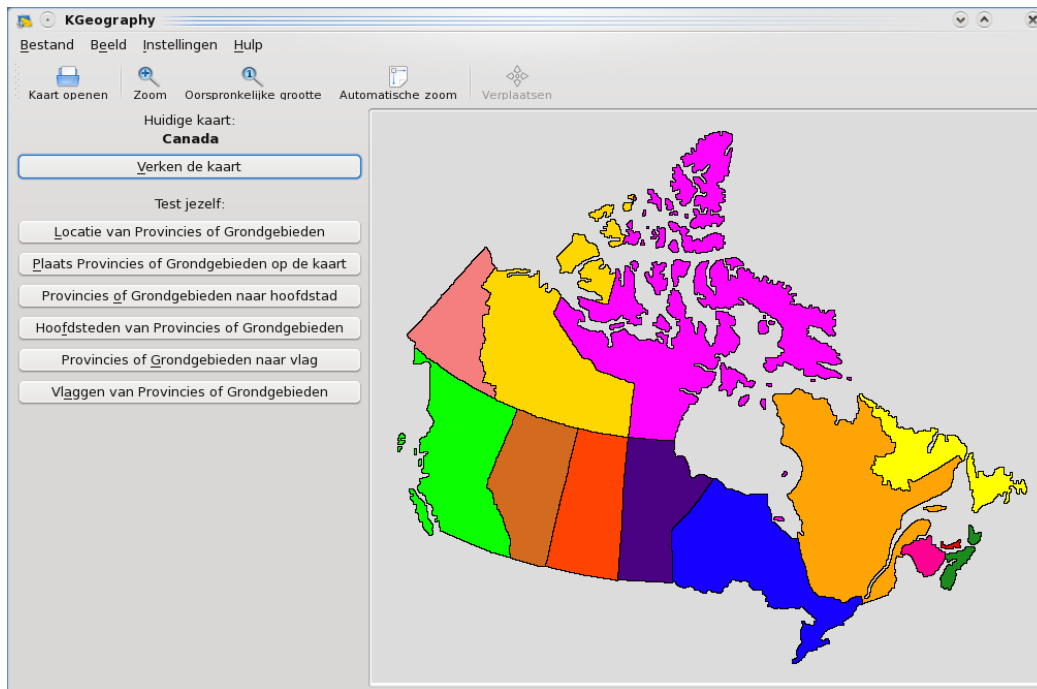 KGeography
Bestand Beeld Instellingen Hulp
Kaart openen Zoom Oorspronkelijke grootte Automatische zoom Verplaatsen
Huidige kaart:
Canada
Verken de kaart
Test jezelf:
Locatie van Provincies of Grondgebieden
Plaats Provincies of Grondgebieden op de kaart
Provincies of Grondgebieden naar hoofdstad
Hoofdsteden van Provincies of Grondgebieden
Provincies of Grondgebieden naar vlag
Vlaggen van Provincies of Grondgebieden